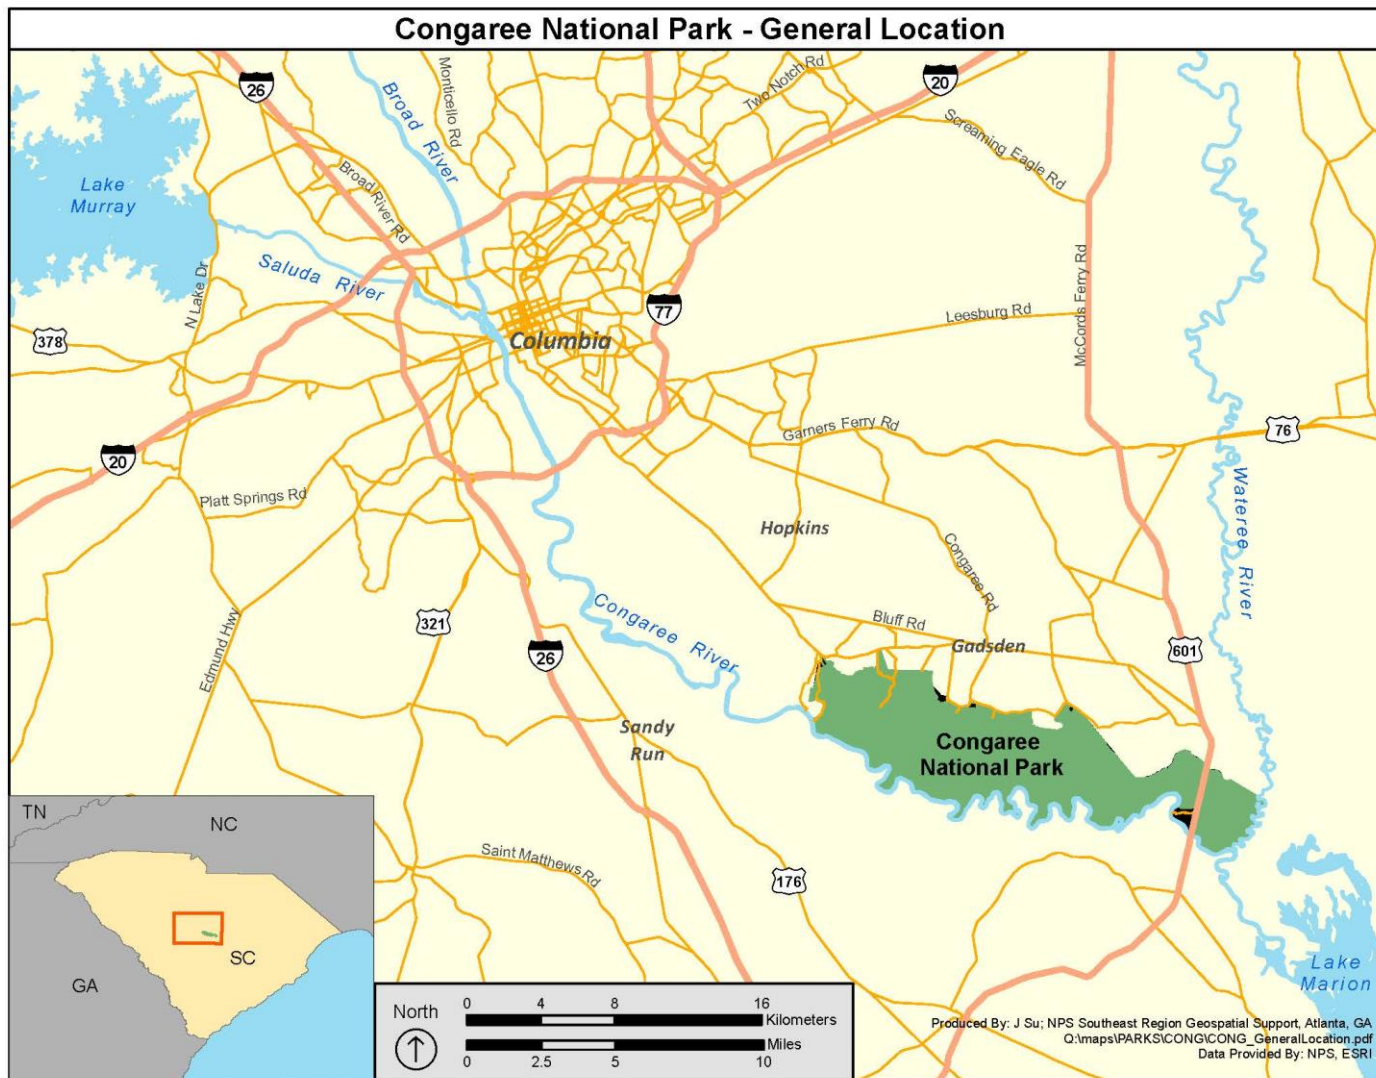 Congaree National Park - General Location
26
Broad River
Monticello Rd
Two Notch Rd
20
Screaming Eagle Rd
Lake
Murray
Broad River Rd
Saluda River
N Lake Dr
McCords Ferry Rd
77
Leesburg Rd
378
Columbia
20
Garners Ferry Rd
76
Platt Springs Rd
Hopkins
Wateree River
Congaree Rd
321
Congaree River
Edmund Hwy
26
Bluff Rd
Gadsden
601
Sandy
Run
Congaree
National Park
Saint Matthews Rd
176
Lake
Marion
TN
NC
SC
GA
North
0 4 8 16
Kilometers
Miles
0 2.5 5 10
Produced By: J Su; NPS Southeast Region Geospatial Support, Atlanta, GA
Q:\maps\PARKS\CONG\CONG_GeneralLocation.pdf
Data Provided By: NPS, ESRI